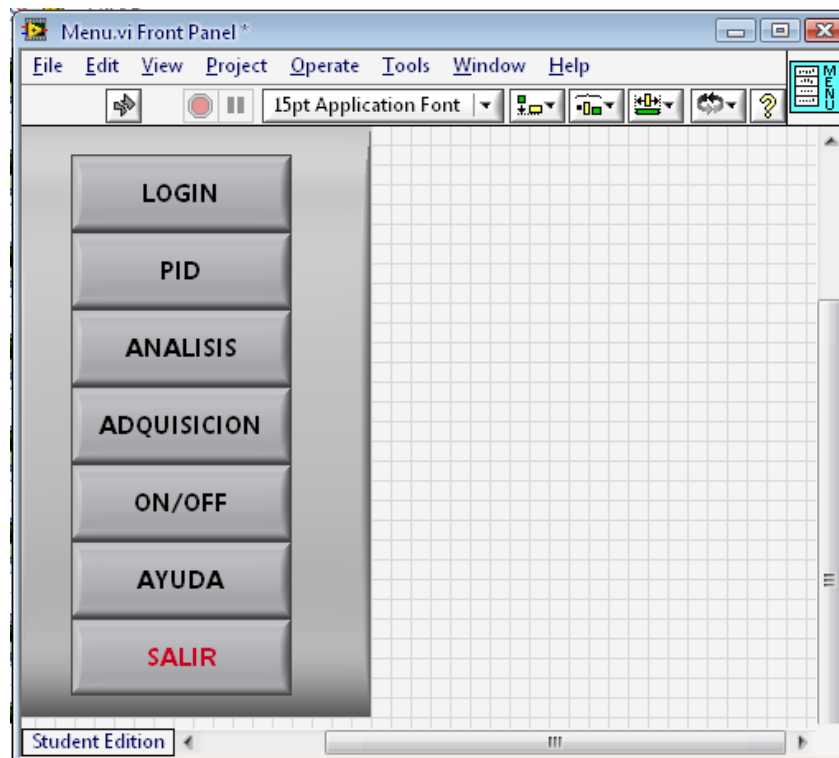 Menu.vi Front Panel *
File Edit View Project Operate Tools Window Help
15pt Application Font
MENU
LOGIN
PID
ANALISIS
ADQUISICION
ON/OFF
AYUDA
SALIR
Student Edition